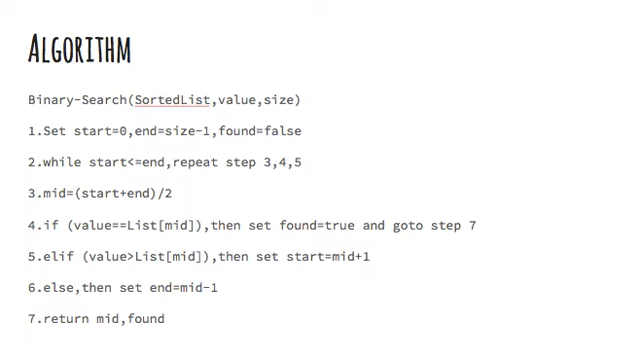 Algorithm
Binary-Search(SortedList,value,size)
1.Set start=0,end=size-1,found=false
2.while start<=end,repeat step 3,4,5
3.mid=(start+end)/2
4.if (value==List[mid]),then set found=true and goto step 7
5.elif (value>List[mid]),then set start=mid+1
6.else,then set end=mid-1
7.return mid,found